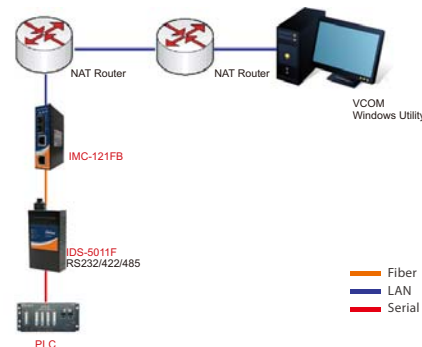 NAT Router
NAT Router
VCOM
Windows Utility
IMC-121FB
IDS-5011F
RS232/422/485
Fiber
LAN
Serial
PLC